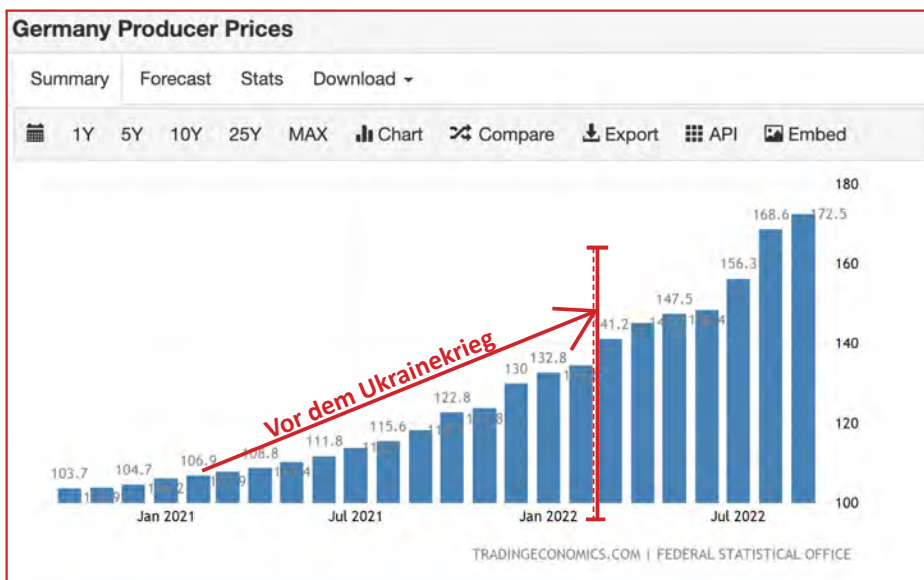 Germany Producer Prices
Summary Forecast Stats Download
1Y 5Y 10Y 25Y MAX Chart Compare Export API Embed
180
168.6 172.5
160
156.3
147.5
41.2
140
Vor dem Ukrainekrieg
130 132.8
122.8
120
115.6
111.8
108.8
106.9
104.7
103.7
100
Jan 2021 Jul 2021 Jan 2022 Jul 2022
TRADINGECONOMICS.COM | FEDERAL STATISTICAL OFFICE